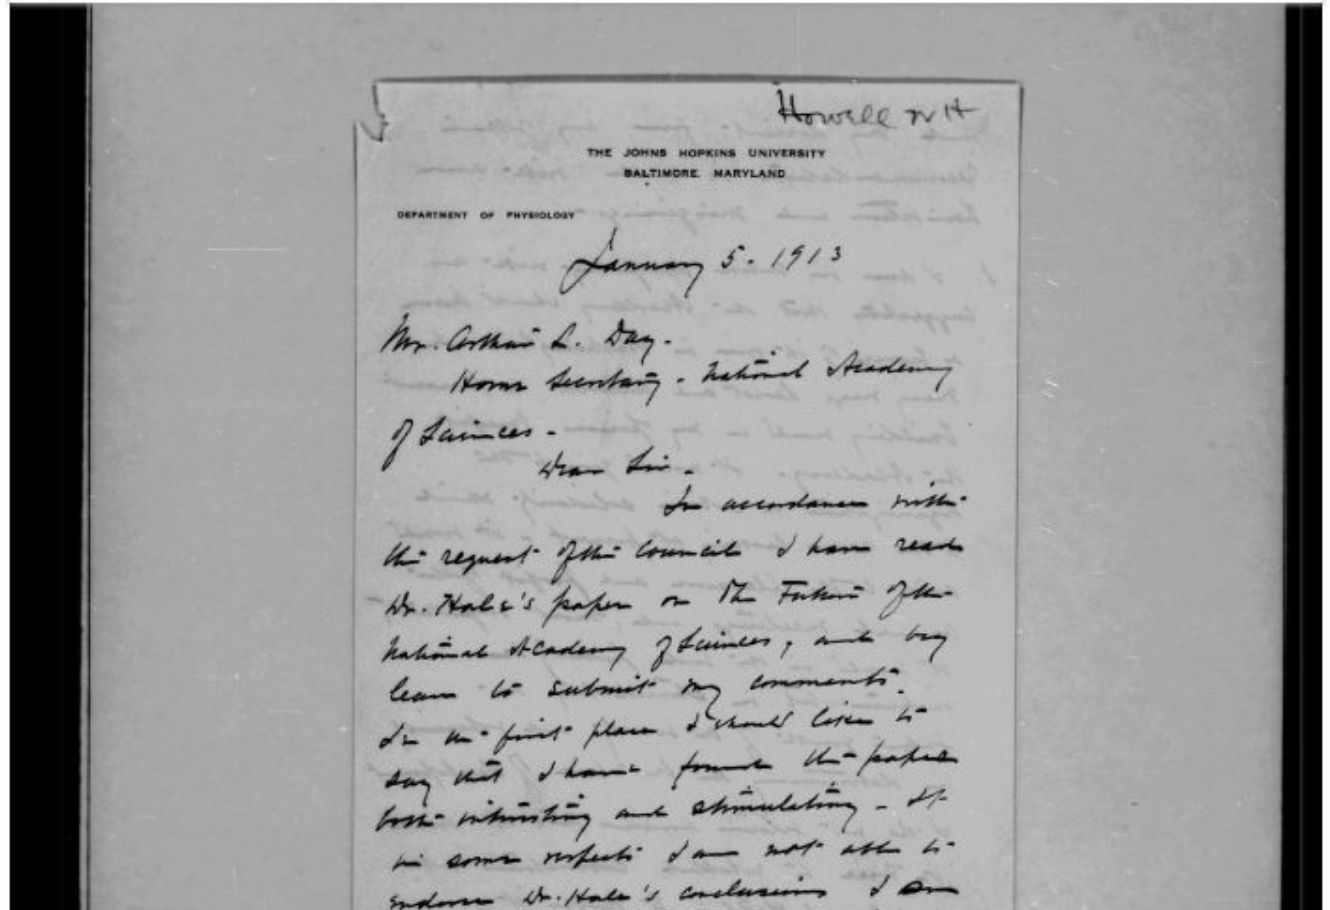 Howell W H
THE JOHNS HOPKINS UNIVERSITY
BALTIMORE, MARYLAND
DEPARTMENT OF PHYSIOLOGY
January 5. 1913
Mr. Arthur L. Day.
Home Secretary. National Academy
of Sciences.
Dear Sir.
In accordance with
the request of the Council I have read
Dr. Hale's paper on The Future of the
National Academy of Sciences, and beg
leave to submit my comments.
In the first place I should like to
say that I have found the paper
both interesting and stimulating. If
in some respects I am not able to
endorse Dr. Hale's conclusions I am